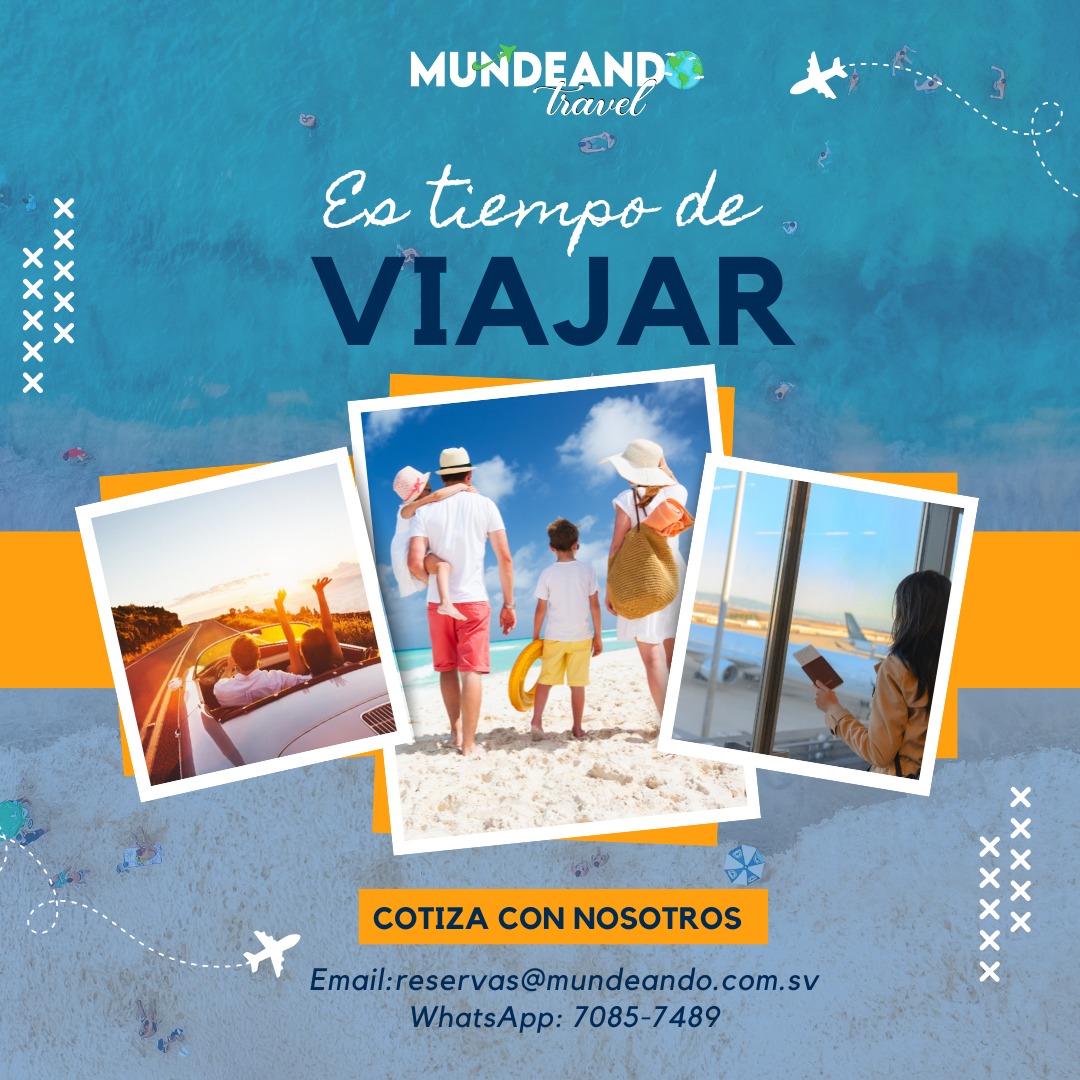 MUNDEANDO
travel
Es tiempo de
VIAJAR
COTIZA CON NOSOTROS
Email:reservas@mundeando.com.sv
WhatsApp: 7085-7489